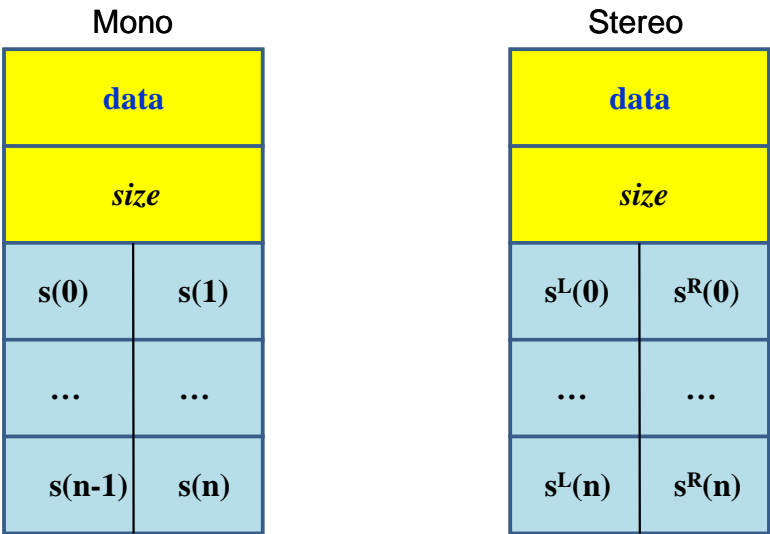 Mono Stereo
data data
size size
s(0) s(1) sᴸ(0) sᴿ(0)
… … … …
s(n-1) s(n) sᴸ(n) sᴿ(n)